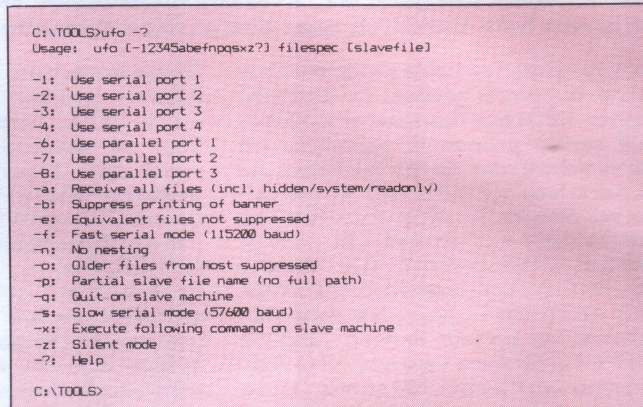 C:\TOOLS>ufo -?
Usage:  ufo [-12345abefnpqsxz?] filespec [slavefile]

-1:  Use serial port 1
-2:  Use serial port 2
-3:  Use serial port 3
-4:  Use serial port 4
-6:  Use parallel port 1
-7:  Use parallel port 2
-8:  Use parallel port 3
-a:  Receive all files (incl. hidden/system/readonly)
-b:  Suppress printing of banner
-e:  Equivalent files not suppressed
-f:  Fast serial mode (115200 baud)
-n:  No nesting
-o:  Older files from host suppressed
-p:  Partial slave file name (no full path)
-q:  Quit on slave machine
-s:  Slow serial mode (57600 baud)
-x:  Execute following command on slave machine
-z:  Silent mode
-?:  Help

C:\TOOLS>